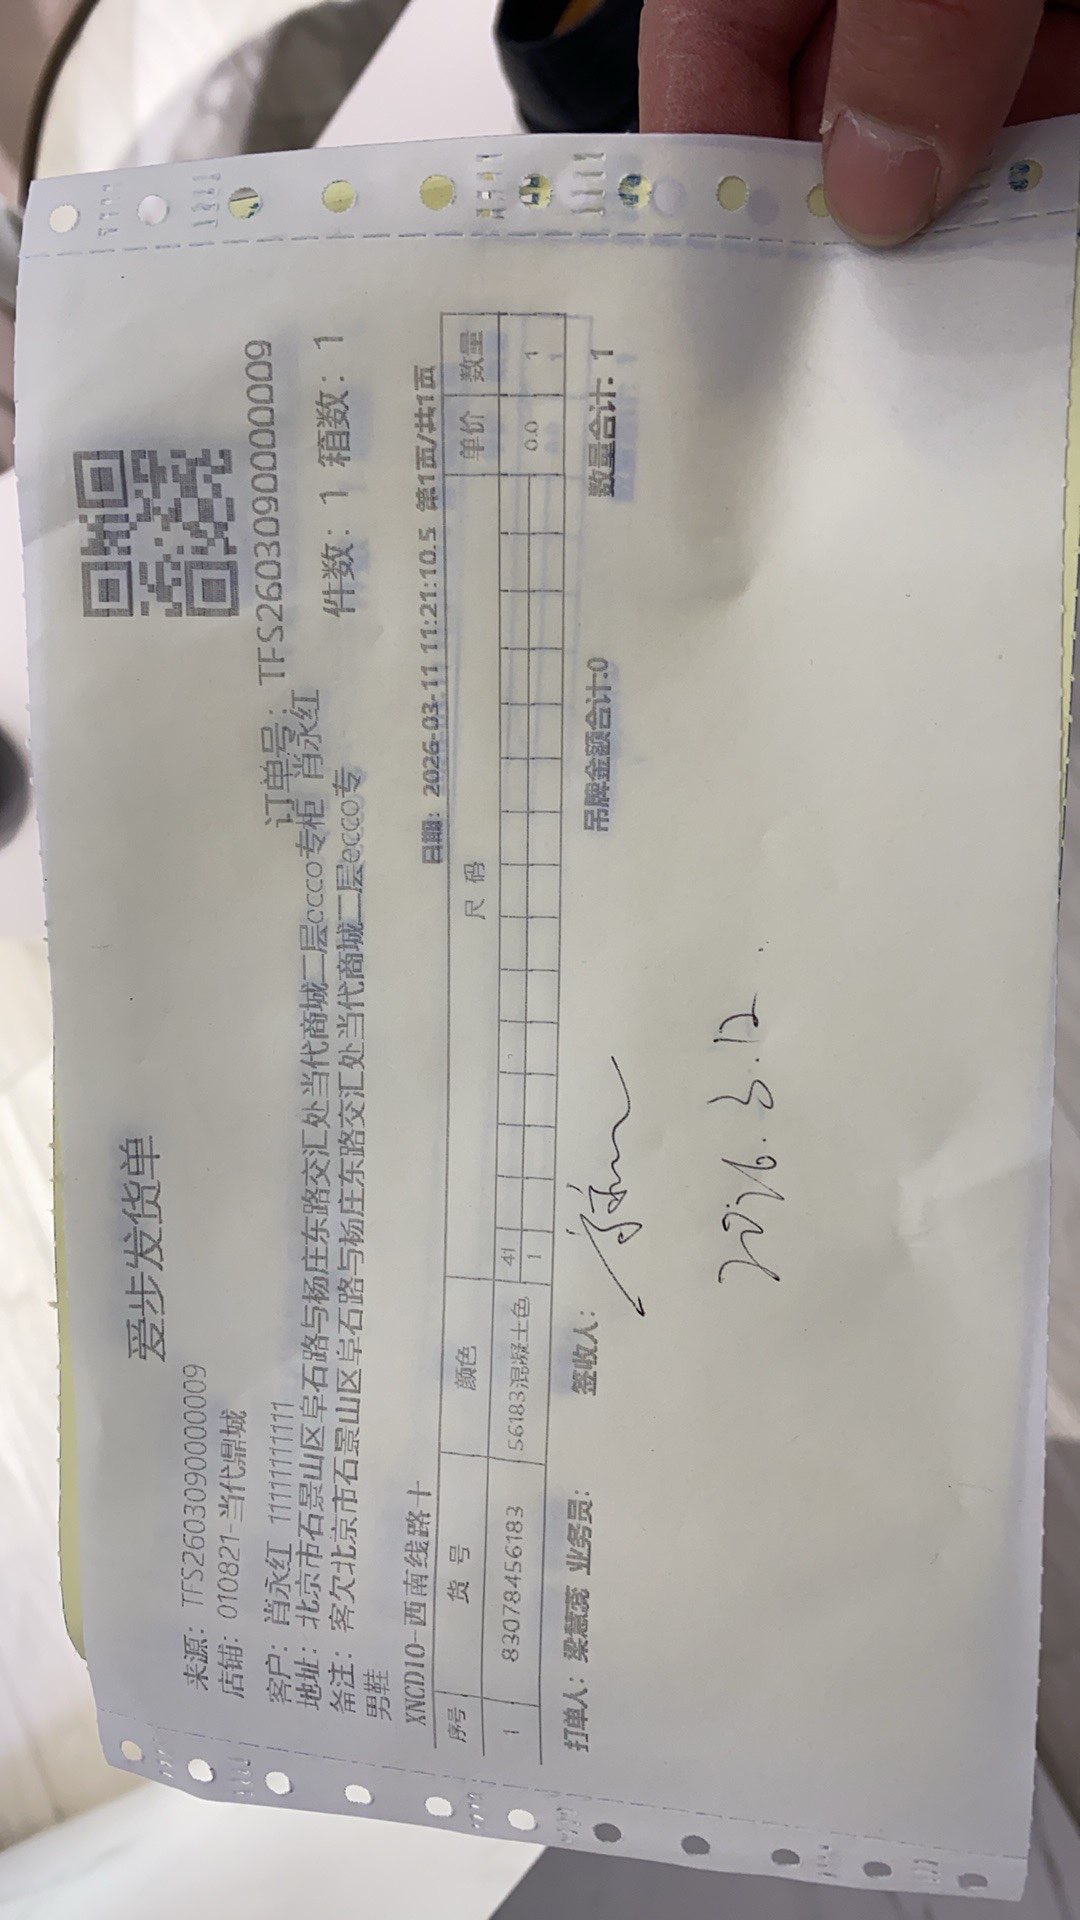 爱步发货单
来源: TFS2603090000009
店铺: 010821-当代鼎城
订单号: TFS2603090000009
客户: 肖永红 11111111111
件数: 1 箱数: 1
地址: 北京市石景山区阜石路与杨庄东路交汇处当代商城二层ecco专柜 肖永红
备注: 客欠北京市石景山区阜石路与杨庄东路交汇处当代商城二层ecco专
男鞋
XNCD10-西南线路十 日期: 2026-03-11 11:21:10.5 第1页/共1页
序号 货号 颜色 尺码 单价 数量
1 83078456183 56183混凝土色 41 0.0 1
1
打单人: 梁慧蕊 业务员: 签收人: 吊牌金额合计:0 数量合计: 1
2026.3.12